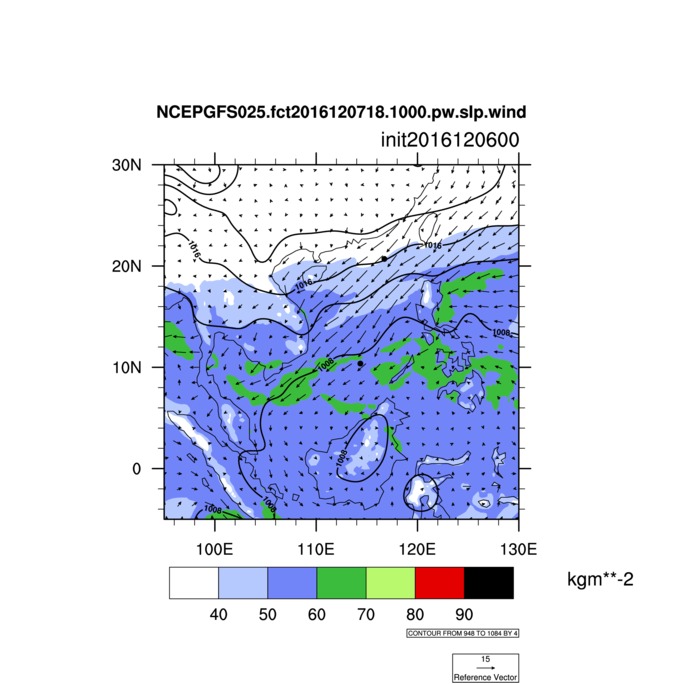 NCEPGFS025.fct2016120718.1000.pw.slp.wind
init2016120600
30N
1016
1016
20N
1016
1008
10N
1008
1008
0
1008
1008
100E 110E 120E 130E
kgm**-2
40 50 60 70 80 90
CONTOUR FROM 948 TO 1084 BY 4
15
Reference Vector